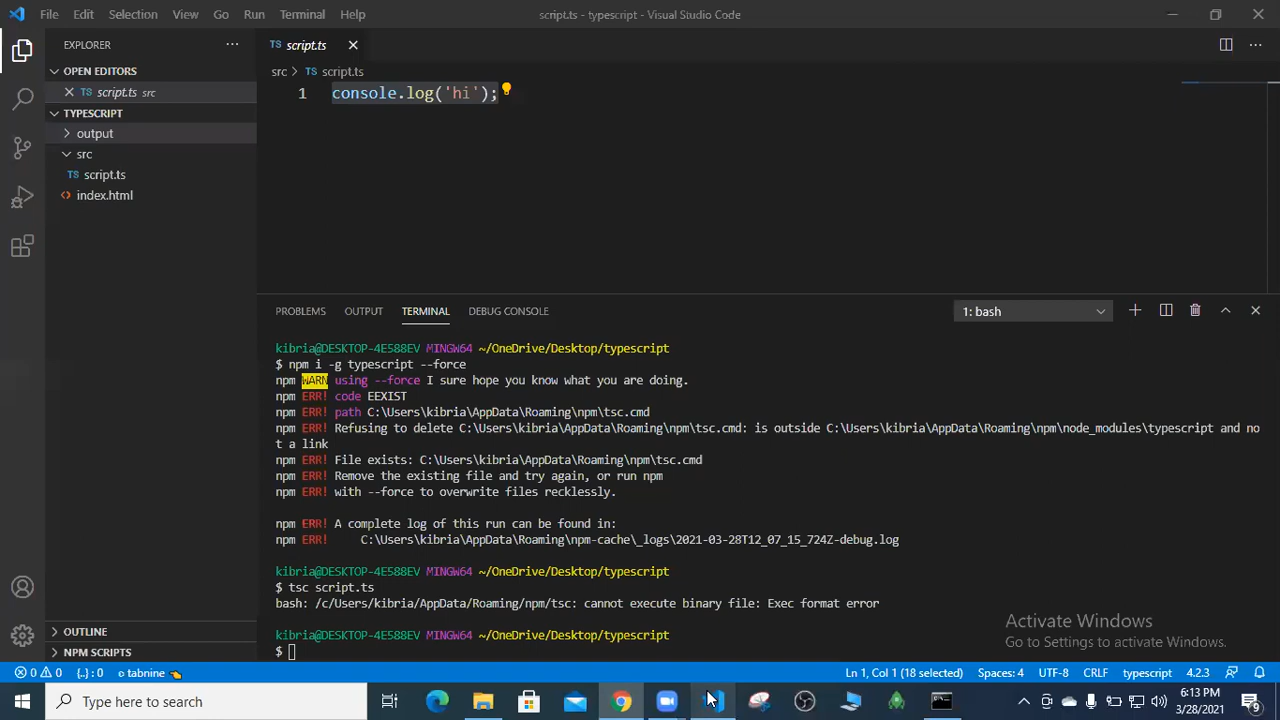 File Edit Selection View Go Run Terminal Help script.ts - typescript - Visual Studio Code
EXPLORER
OPEN EDITORS
script.ts src
TYPESCRIPT
output
src
TS script.ts
index.html
OUTLINE
NPM SCRIPTS
TS script.ts
src > TS script.ts
1 console.log('hi');
PROBLEMS OUTPUT TERMINAL DEBUG CONSOLE 1: bash
kibria@DESKTOP-4E588EV MINGW64 ~/OneDrive/Desktop/typescript
$ npm i -g typescript --force
npm WARN using --force I sure hope you know what you are doing.
npm ERR! code EEXIST
npm ERR! path C:\Users\kibria\AppData\Roaming\npm\tsc.cmd
npm ERR! Refusing to delete C:\Users\kibria\AppData\Roaming\npm\tsc.cmd: is outside C:\Users\kibria\AppData\Roaming\npm\node_modules\typescript and no
t a link
npm ERR! File exists: C:\Users\kibria\AppData\Roaming\npm\tsc.cmd
npm ERR! Remove the existing file and try again, or run npm
npm ERR! with --force to overwrite files recklessly.
npm ERR! A complete log of this run can be found in:
npm ERR! C:\Users\kibria\AppData\Roaming\npm-cache\_logs\2021-03-28T12_07_15_724Z-debug.log
kibria@DESKTOP-4E588EV MINGW64 ~/OneDrive/Desktop/typescript
$ tsc script.ts
bash: /c/Users/kibria/AppData/Roaming/npm/tsc: cannot execute binary file: Exec format error
kibria@DESKTOP-4E588EV MINGW64 ~/OneDrive/Desktop/typescript
$
Activate Windows
Go to Settings to activate Windows.
0 0 {..} : 0 tabnine Ln 1, Col 1 (18 selected) Spaces: 4 UTF-8 CRLF typescript 4.2.3
Type here to search
6:13 PM
3/28/2021
9